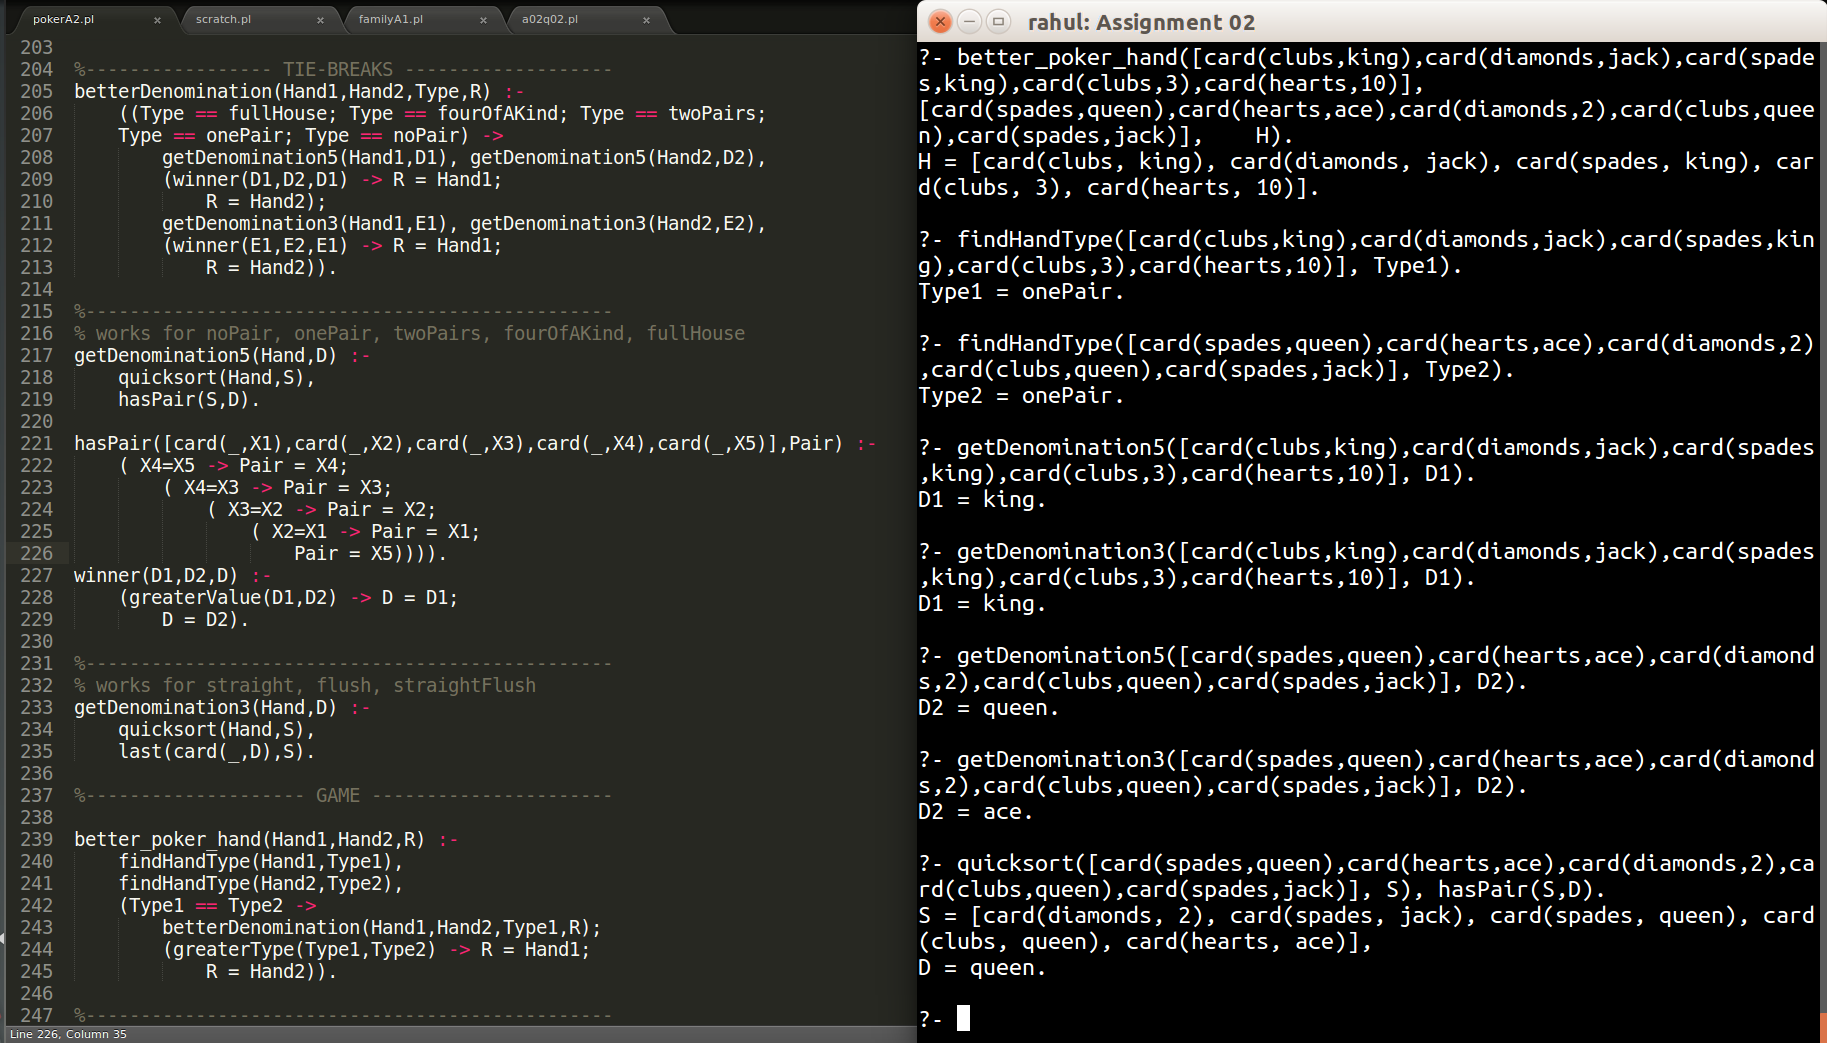 pokerA2.pl × scratch.pl × familyA1.pl × a02q02.pl ×
203
204 %----------------- TIE-BREAKS -------------------
205 betterDenomination(Hand1,Hand2,Type,R) :-
206 ((Type == fullHouse; Type == fourOfAKind; Type == twoPairs;
207 Type == onePair; Type == noPair) ->
208 getDenomination5(Hand1,D1), getDenomination5(Hand2,D2),
209 (winner(D1,D2,D1) -> R = Hand1;
210 R = Hand2);
211 getDenomination3(Hand1,E1), getDenomination3(Hand2,E2),
212 (winner(E1,E2,E1) -> R = Hand1;
213 R = Hand2)).
214
215 %------------------------------------------------
216 % works for noPair, onePair, twoPairs, fourOfAKind, fullHouse
217 getDenomination5(Hand,D) :-
218 quicksort(Hand,S),
219 hasPair(S,D).
220
221 hasPair([card(_,X1),card(_,X2),card(_,X3),card(_,X4),card(_,X5)],Pair) :-
222 ( X4=X5 -> Pair = X4;
223 ( X4=X3 -> Pair = X3;
224 ( X3=X2 -> Pair = X2;
225 ( X2=X1 -> Pair = X1;
226 Pair = X5)))).
227 winner(D1,D2,D) :-
228 (greaterValue(D1,D2) -> D = D1;
229 D = D2).
230
231 %------------------------------------------------
232 % works for straight, flush, straightFlush
233 getDenomination3(Hand,D) :-
234 quicksort(Hand,S),
235 last(card(_,D),S).
236
237 %-------------------- GAME ----------------------
238
239 better_poker_hand(Hand1,Hand2,R) :-
240 findHandType(Hand1,Type1),
241 findHandType(Hand2,Type2),
242 (Type1 == Type2 ->
243 betterDenomination(Hand1,Hand2,Type1,R);
244 (greaterType(Type1,Type2) -> R = Hand1;
245 R = Hand2)).
246
247 %------------------------------------------------
Line 226, Column 35
rahul: Assignment 02
?- better_poker_hand([card(clubs,king),card(diamonds,jack),card(spade
s,king),card(clubs,3),card(hearts,10)],
[card(spades,queen),card(hearts,ace),card(diamonds,2),card(clubs,quee
n),card(spades,jack)],    H).
H = [card(clubs, king), card(diamonds, jack), card(spades, king), car
d(clubs, 3), card(hearts, 10)].
?- findHandType([card(clubs,king),card(diamonds,jack),card(spades,kin
g),card(clubs,3),card(hearts,10)], Type1).
Type1 = onePair.
?- findHandType([card(spades,queen),card(hearts,ace),card(diamonds,2)
,card(clubs,queen),card(spades,jack)], Type2).
Type2 = onePair.
?- getDenomination5([card(clubs,king),card(diamonds,jack),card(spades
,king),card(clubs,3),card(hearts,10)], D1).
D1 = king.
?- getDenomination3([card(clubs,king),card(diamonds,jack),card(spades
,king),card(clubs,3),card(hearts,10)], D1).
D1 = king.
?- getDenomination5([card(spades,queen),card(hearts,ace),card(diamond
s,2),card(clubs,queen),card(spades,jack)], D2).
D2 = queen.
?- getDenomination3([card(spades,queen),card(hearts,ace),card(diamond
s,2),card(clubs,queen),card(spades,jack)], D2).
D2 = ace.
?- quicksort([card(spades,queen),card(hearts,ace),card(diamonds,2),ca
rd(clubs,queen),card(spades,jack)], S), hasPair(S,D).
S = [card(diamonds, 2), card(spades, jack), card(spades, queen), card
(clubs, queen), card(hearts, ace)],
D = queen.
?-